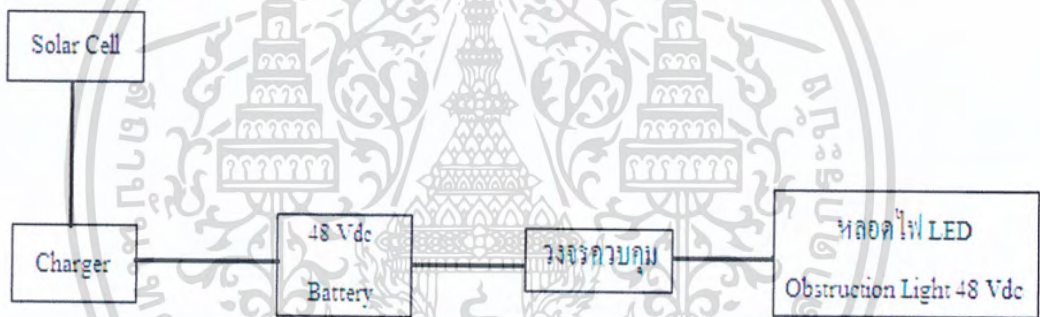 Solar Cell
Charger
48 Vdc
Battery
วงจรควบคุม
หลอดไฟ LED
Obstruction Light 48 Vdc